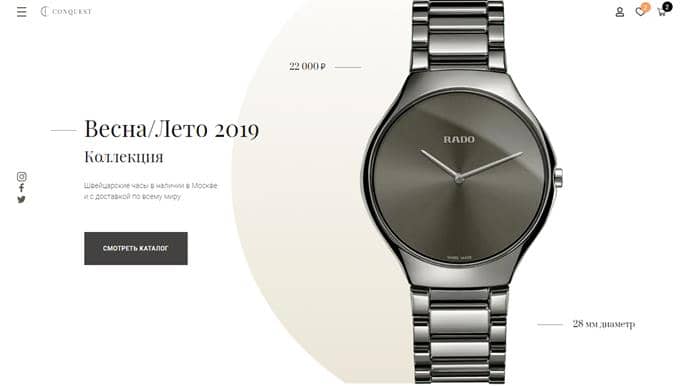 CONQUEST
2
2
22 000 ₽
Весна/Лето 2019
Коллекция
Швейцарские часы в наличии в Москве
и с доставкой по всему миру
СМОТРЕТЬ КАТАЛОГ
RADO
SWISS MADE
28 мм диаметр